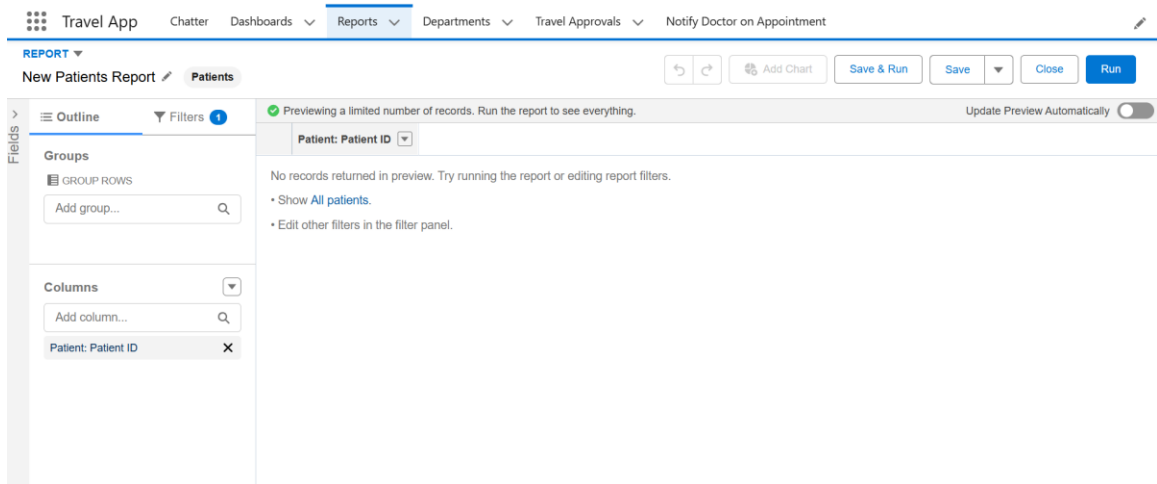 Travel App Chatter Dashboards Reports Departments Travel Approvals Notify Doctor on Appointment
REPORT
New Patients Report Patients
Add Chart Save & Run Save Close Run
Fields
Outline Filters 1
Previewing a limited number of records. Run the report to see everything. Update Preview Automatically
Patient: Patient ID
Groups
GROUP ROWS
Add group...
No records returned in preview. Try running the report or editing report filters.
• Show All patients.
• Edit other filters in the filter panel.
Columns
Add column...
Patient: Patient ID